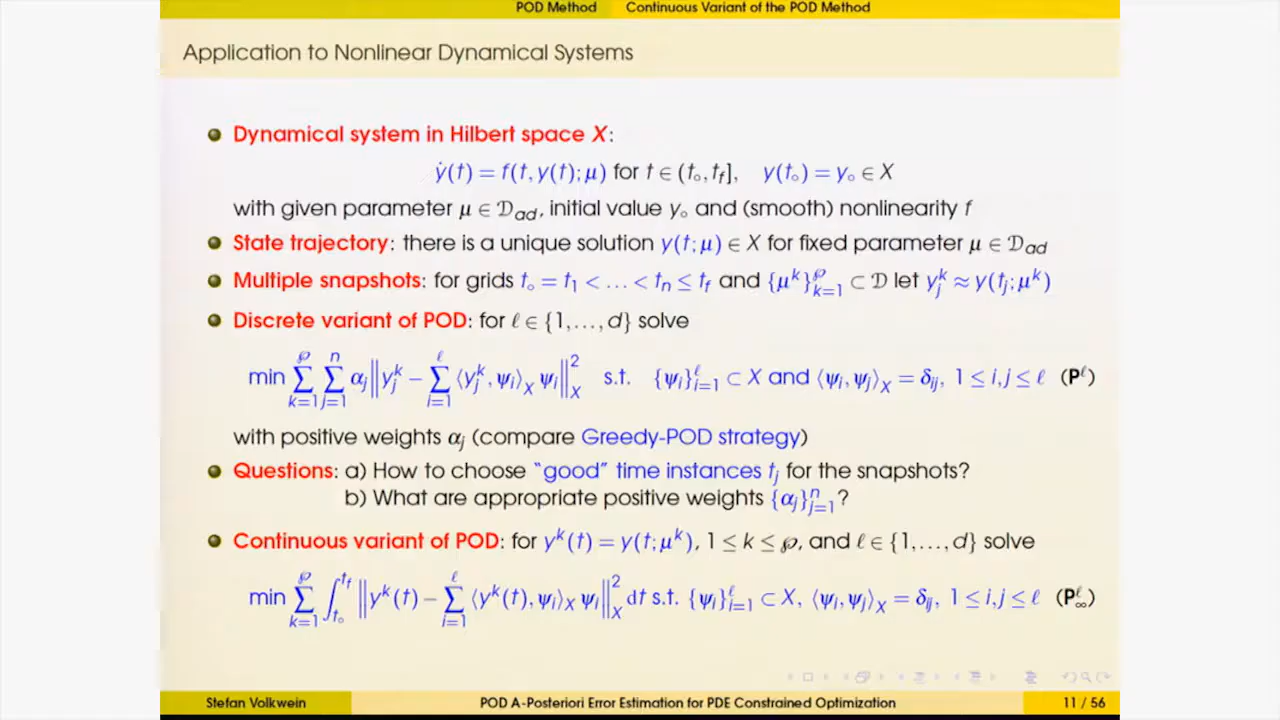 POD Method Continuous Variant of the POD Method
Application to Nonlinear Dynamical Systems
Dynamical system in Hilbert space X:
ẏ(t) = f(t, y(t); μ) for t ∈ (t∘, t_f], y(t∘) = y∘ ∈ X
with given parameter μ ∈ 𝒟_ad, initial value y∘ and (smooth) nonlinearity f
State trajectory: there is a unique solution y(t; μ) ∈ X for fixed parameter μ ∈ 𝒟_ad
Multiple snapshots: for grids t∘ = t_1 < ... < t_n ≤ t_f and {μ^k}_{k=1}^℘ ⊂ 𝒟 let y_j^k ≈ y(t_j; μ^k)
Discrete variant of POD: for ℓ ∈ {1,...,d} solve
min ∑_{k=1}^℘ ∑_{j=1}^n α_j ‖y_j^k − ∑_{i=1}^ℓ ⟨y_j^k, ψ_i⟩_X ψ_i‖_X^2 s.t. {ψ_i}_{i=1}^ℓ ⊂ X and ⟨ψ_i, ψ_j⟩_X = δ_ij, 1 ≤ i,j ≤ ℓ (P^ℓ)
with positive weights α_j (compare Greedy-POD strategy)
Questions: a) How to choose “good” time instances t_j for the snapshots?
b) What are appropriate positive weights {α_j}_{j=1}^n?
Continuous variant of POD: for y^k(t) = y(t; μ^k), 1 ≤ k ≤ ℘, and ℓ ∈ {1,...,d} solve
min ∑_{k=1}^℘ ∫_{t∘}^{t_f} ‖y^k(t) − ∑_{i=1}^ℓ ⟨y^k(t), ψ_i⟩_X ψ_i‖_X^2 dt s.t. {ψ_i}_{i=1}^ℓ ⊂ X, ⟨ψ_i, ψ_j⟩_X = δ_ij, 1 ≤ i,j ≤ ℓ (P_∞^ℓ)
Stefan Volkwein POD A-Posteriori Error Estimation for PDE Constrained Optimization 11 / 56